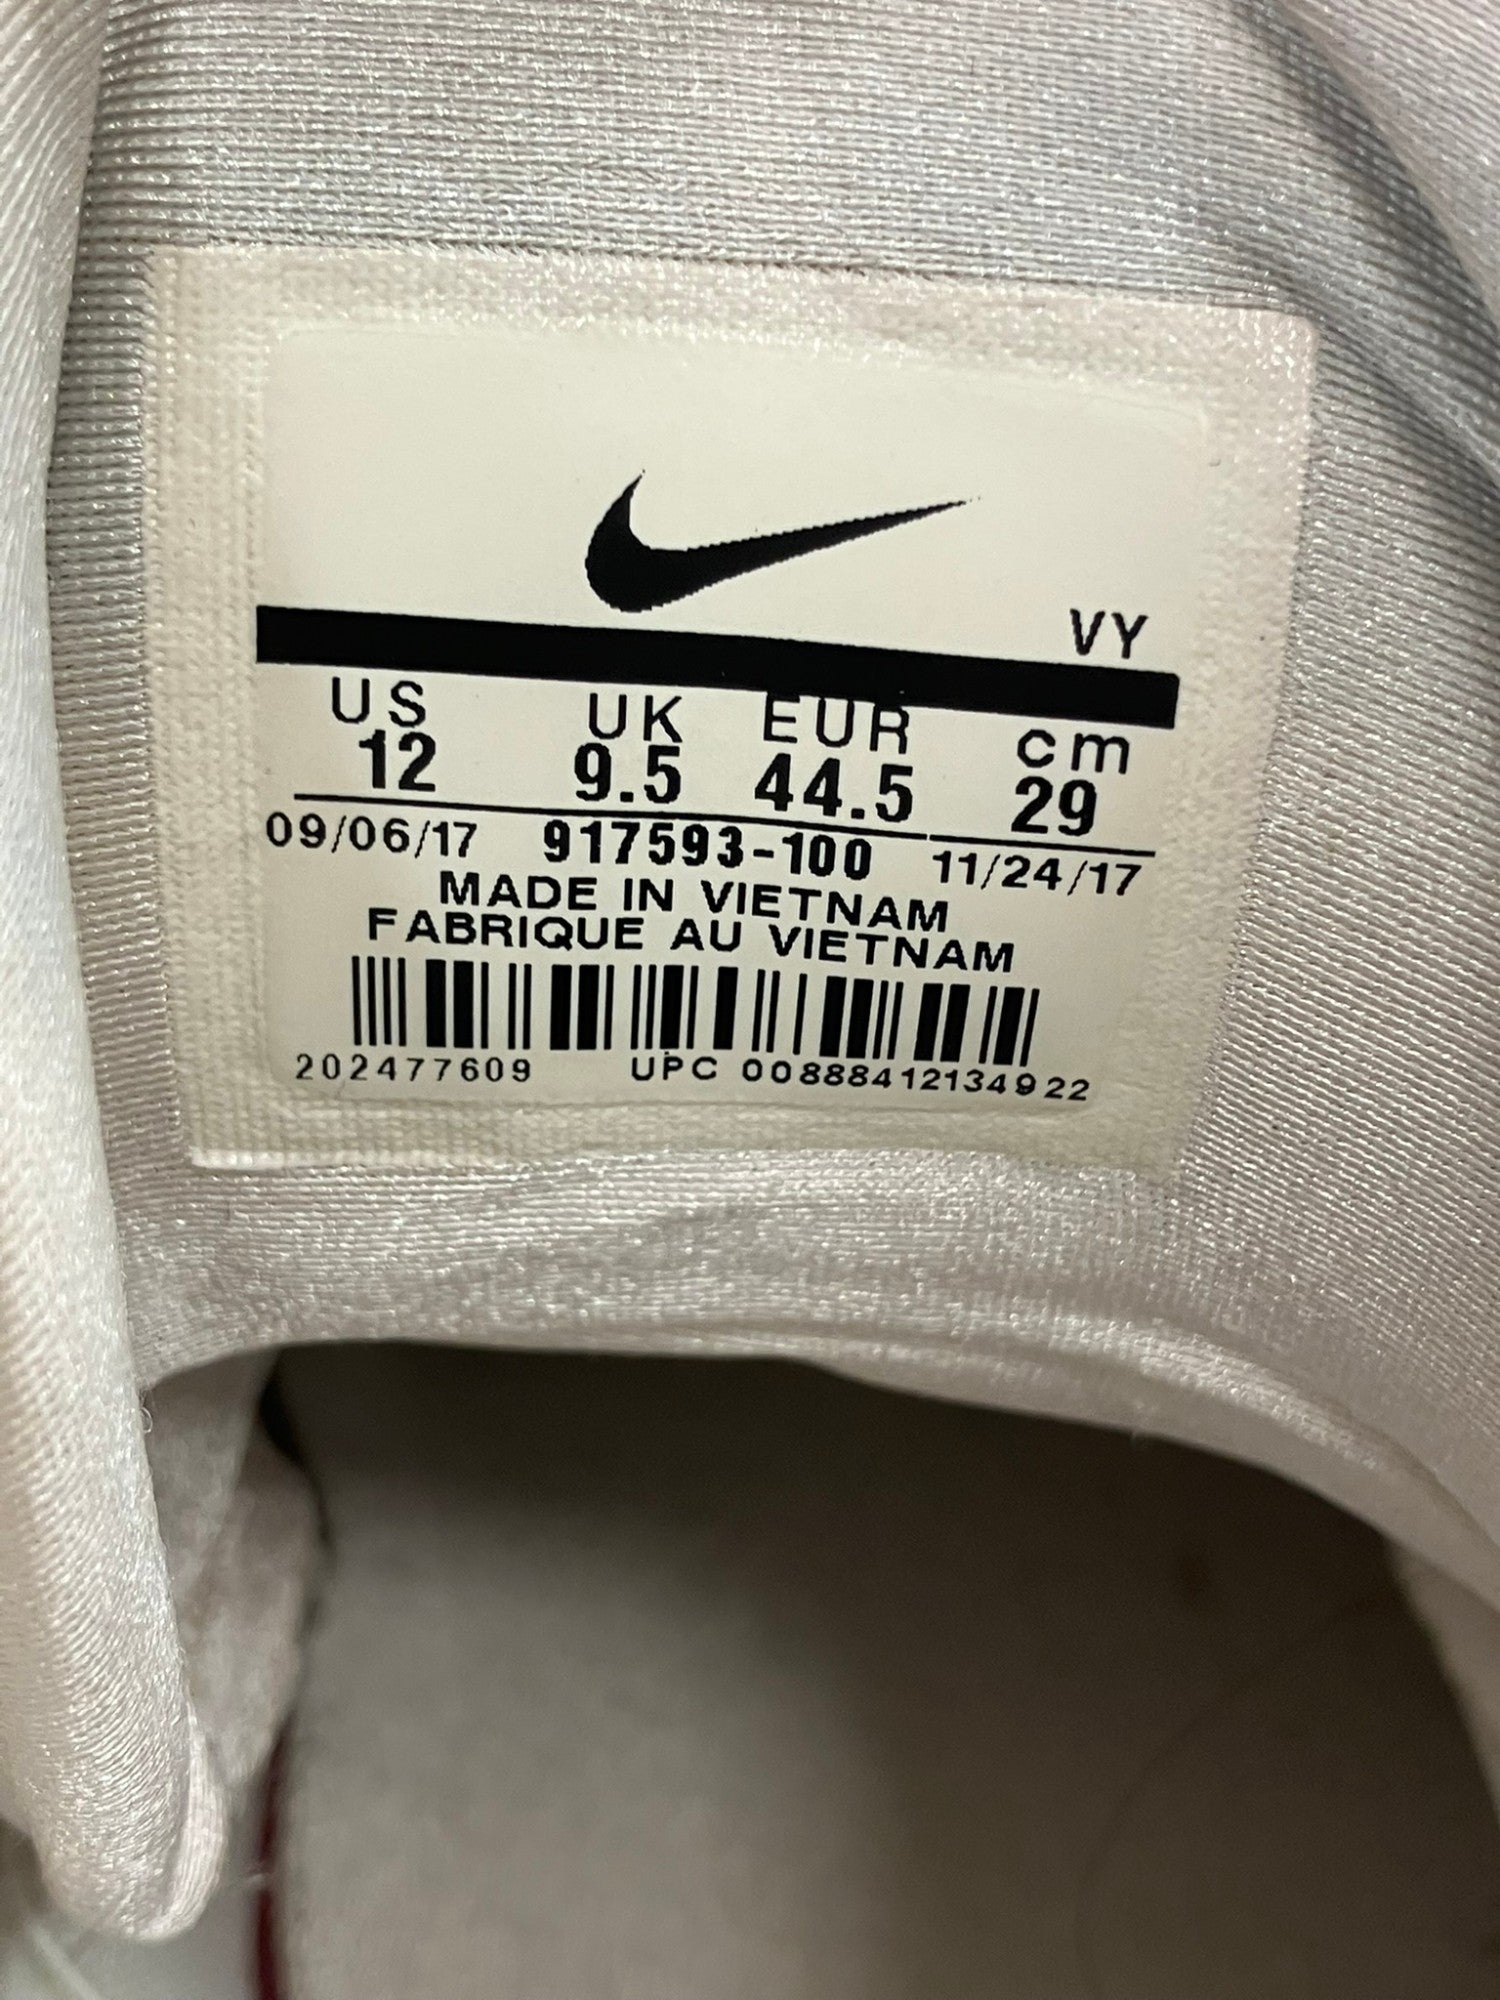 VY
US UK EUR cm
12 9.5 44.5 29
09/06/17 917593-100 11/24/17
MADE IN VIETNAM
FABRIQUE AU VIETNAM
202477609 UPC 00888412134922